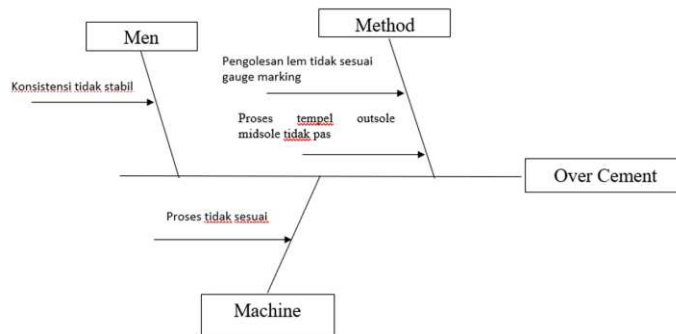 Men
Method
Konsistensi tidak stabil
Pengolesan lem tidak sesuai
gauge marking
Proses tempel outsole
midsole tidak pas
Over Cement
Proses tidak sesuai
Machine